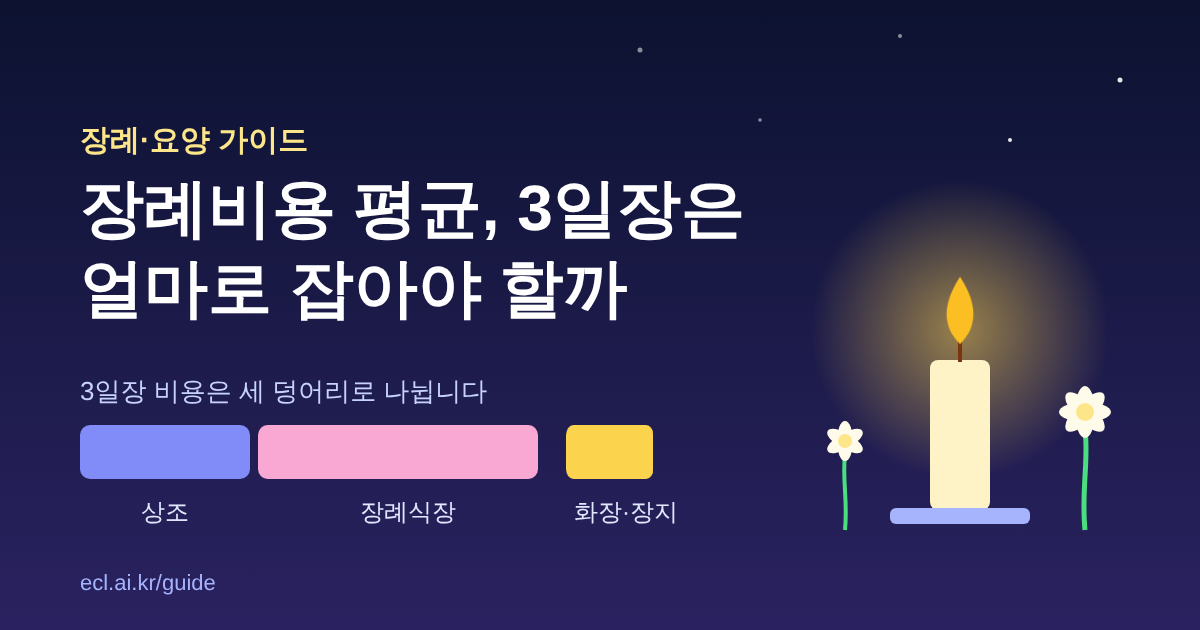 장례·요양 가이드
장례비용 평균, 3일장은
얼마로 잡아야 할까
3일장 비용은 세 덩어리로 나뉩니다
상조
장례식장
화장·장지
ecl.ai.kr/guide